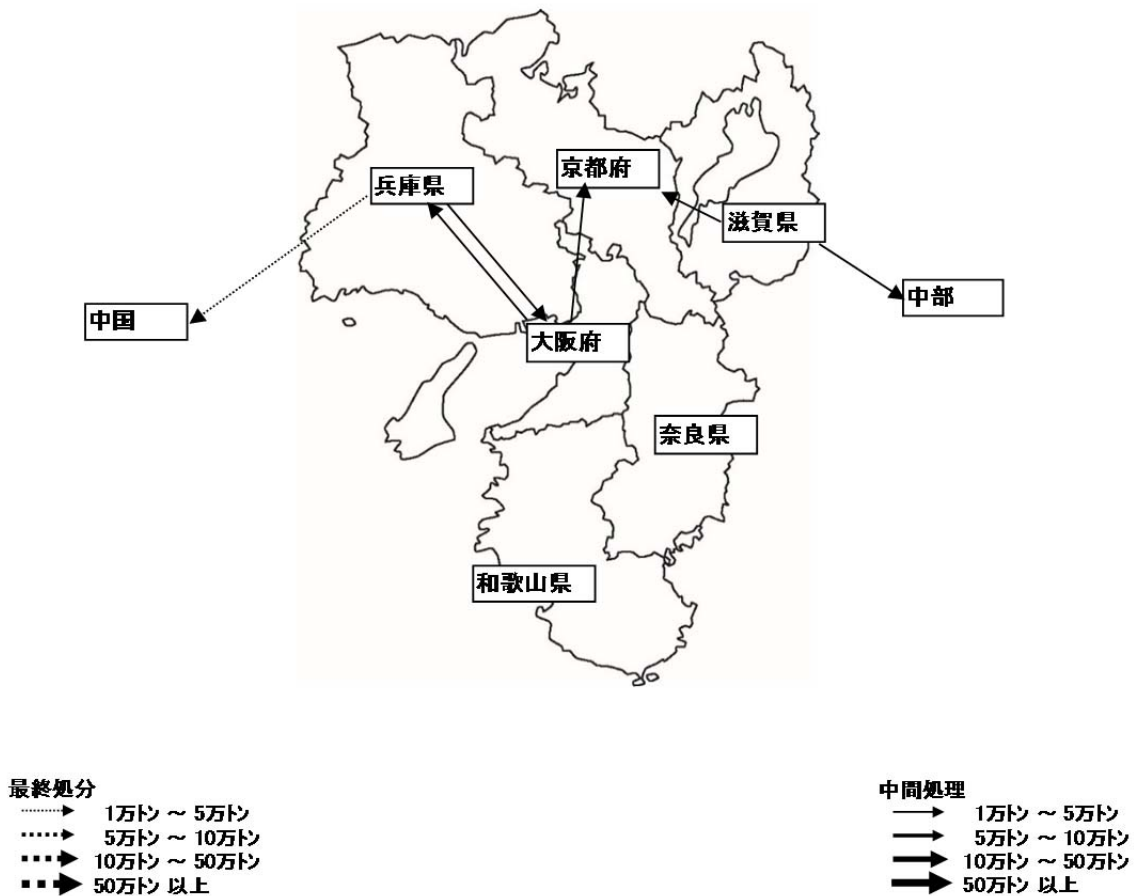 京都府
兵庫県
滋賀県
中部
中国
大阪府
奈良県
和歌山県
最終処分
1万トン ～ 5万トン
5万トン ～ 10万トン
10万トン ～ 50万トン
50万トン 以上
中間処理
1万トン ～ 5万トン
5万トン ～ 10万トン
10万トン ～ 50万トン
50万トン 以上